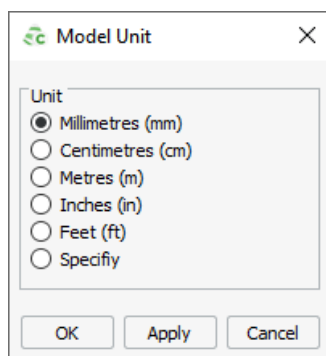 Model Unit
Unit
Millimetres (mm)
Centimetres (cm)
Metres (m)
Inches (in)
Feet (ft)
Specifiy
OK Apply Cancel